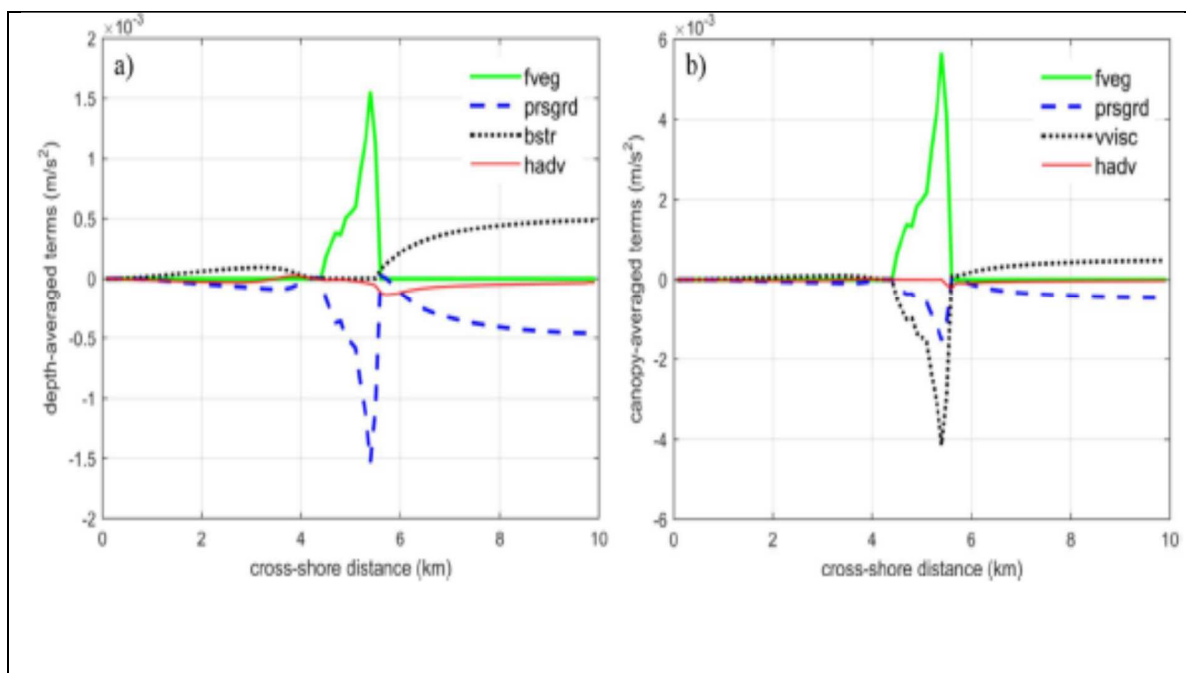 ×10⁻³
a)
fveg
prsgrd
bstr
hadv
2
1.5
1
0.5
0
-0.5
-1
-1.5
-2
depth-averaged terms (m/s²)
0 2 4 6 8 10
cross-shore distance (km)
×10⁻³
b)
fveg
prsgrd
vvisc
hadv
6
4
2
0
-2
-4
-6
canopy-averaged terms (m/s²)
0 2 4 6 8 10
cross-shore distance (km)